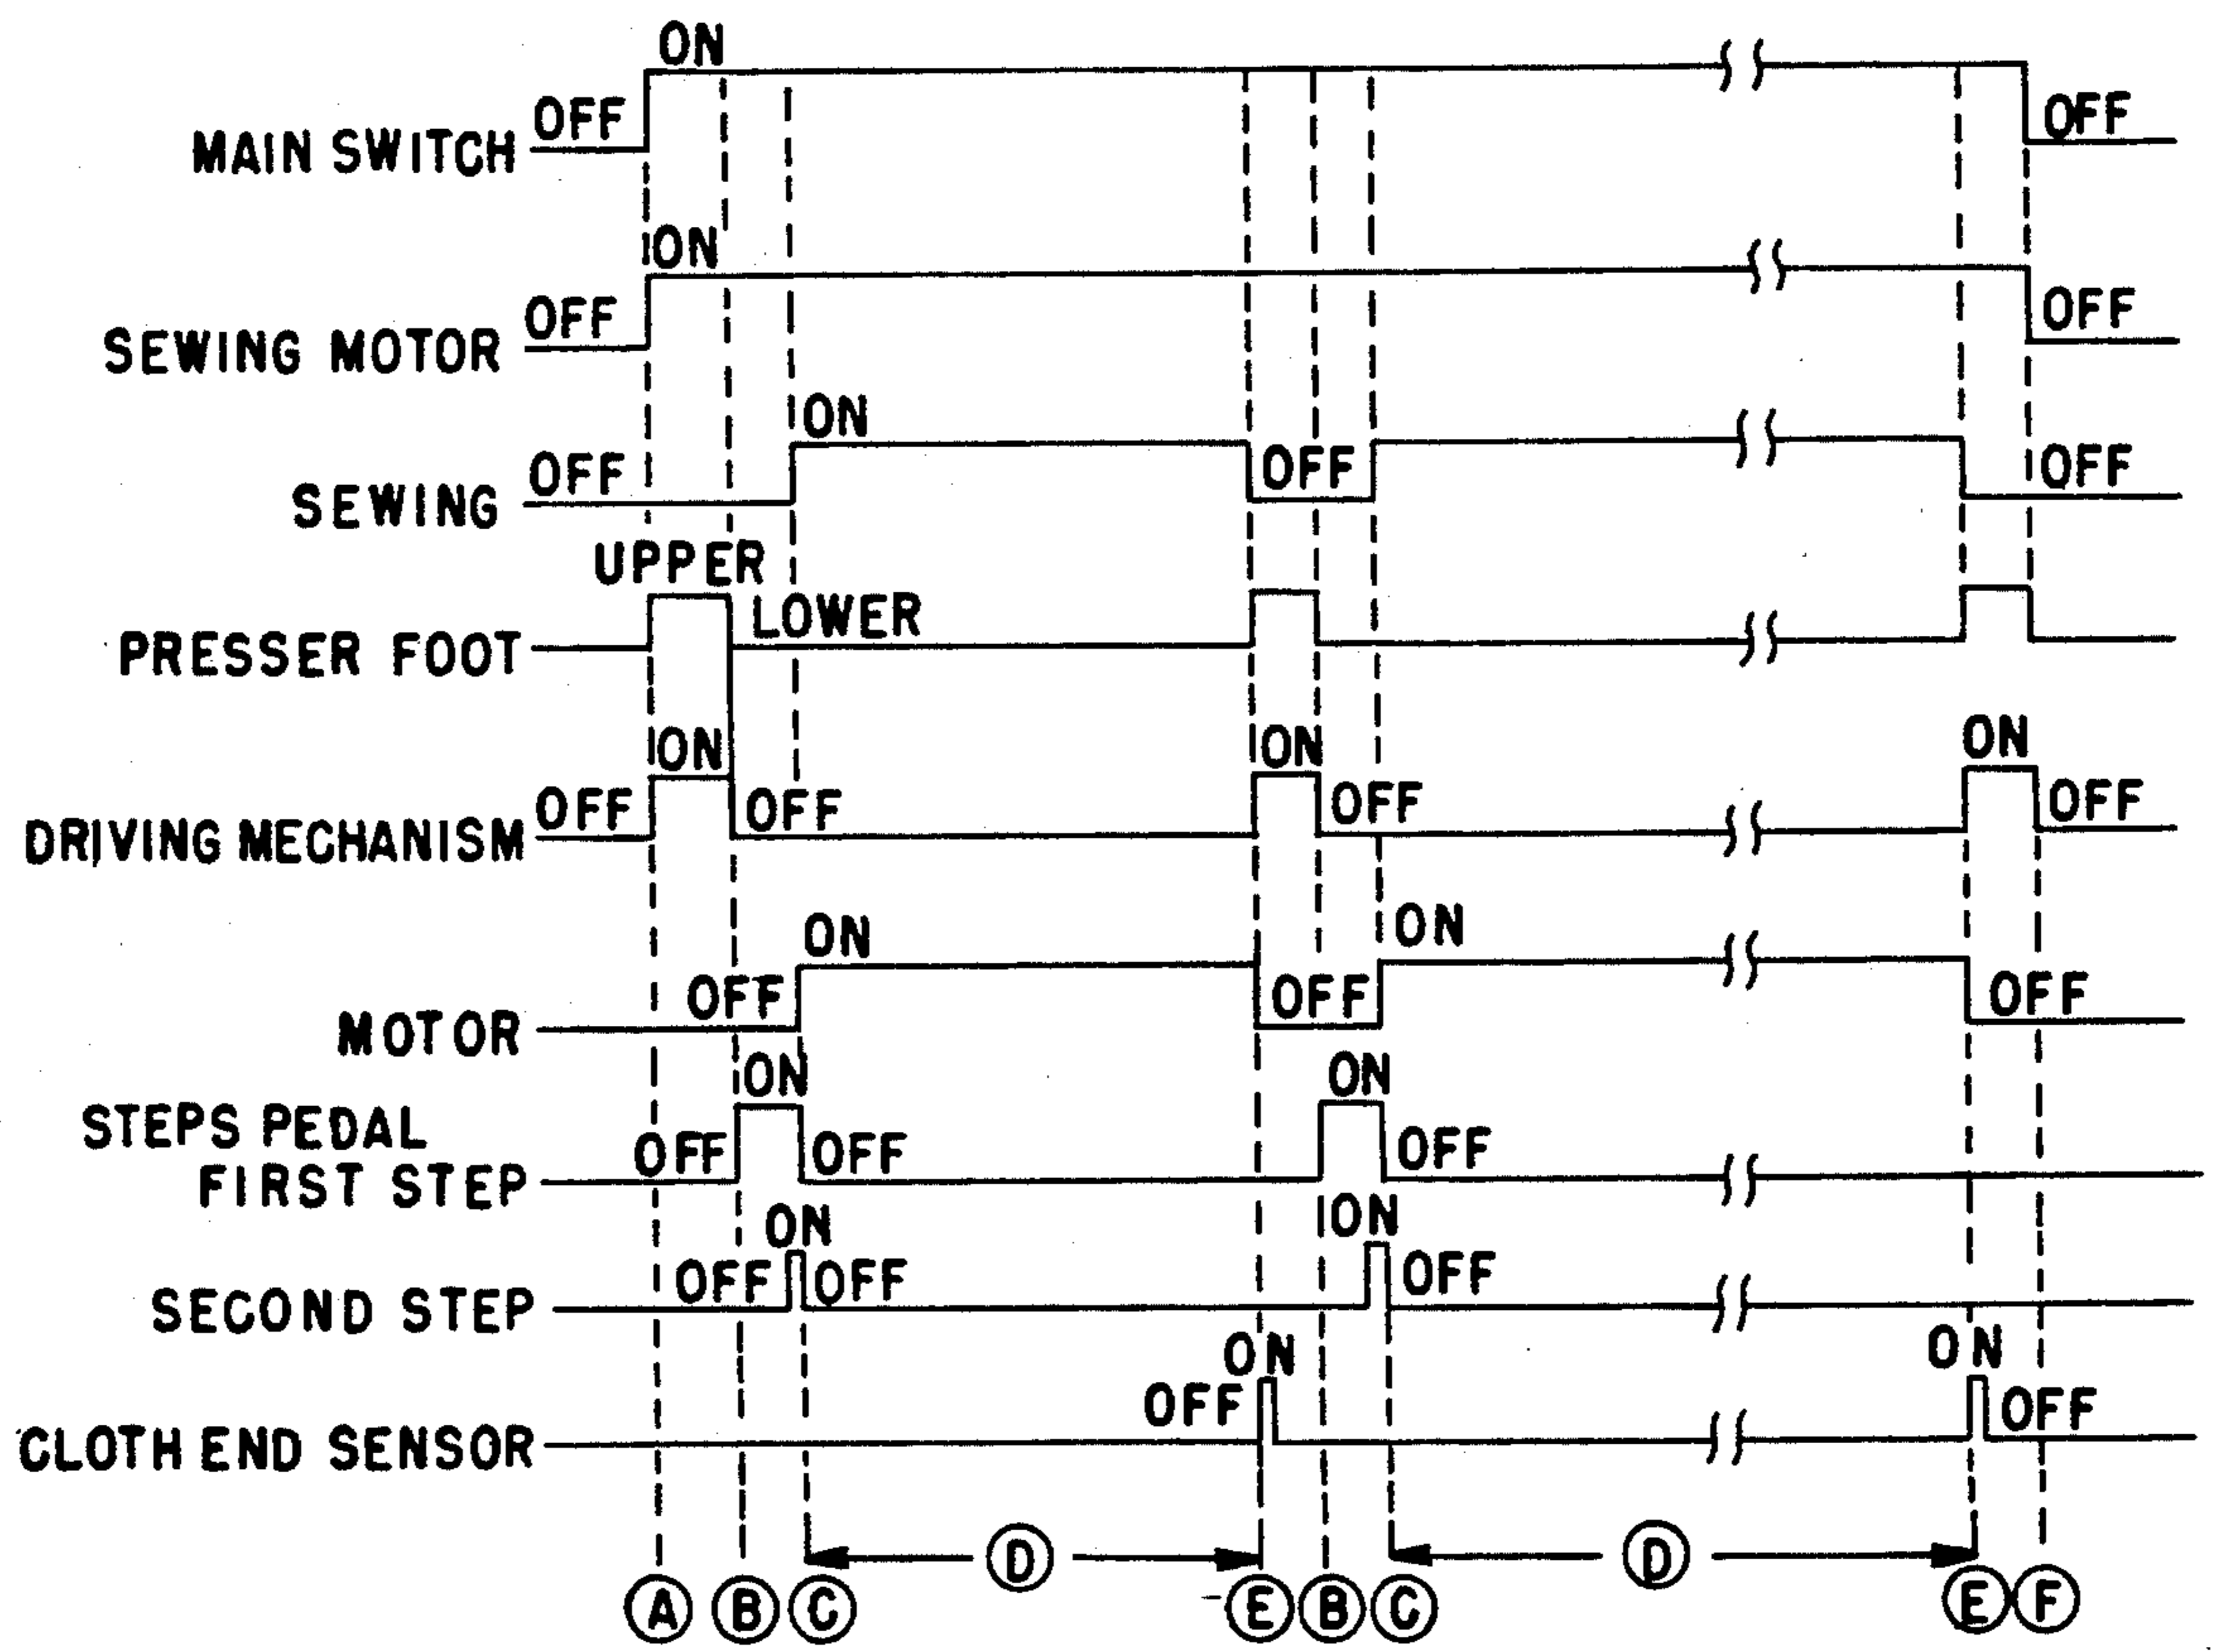 ON
OFF
MAIN SWITCH
OFF
ON
OFF
SEWING MOTOR
OFF
ON
OFF
SEWING
OFF
OFF
UPPER
LOWER
PRESSER FOOT
ON
ON
ON
OFF
OFF
OFF
OFF
DRIVING MECHANISM
ON
ON
OFF
OFF
OFF
MOTOR
ON
ON
STEPS PEDAL
OFF
OFF
OFF
FIRST STEP
ON
ON
OFF
OFF
OFF
SECOND STEP
ON
ON
OFF
OFF
CLOTH END SENSOR
D
D
A B C E B C E F